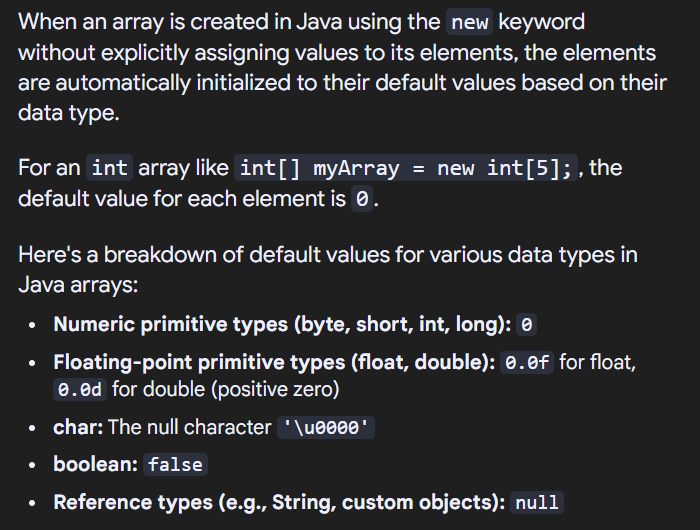 When an array is created in Java using the new keyword
without explicitly assigning values to its elements, the elements
are automatically initialized to their default values based on their
data type.
For an int array like int[] myArray = new int[5];, the
default value for each element is 0.
Here's a breakdown of default values for various data types in
Java arrays:
• Numeric primitive types (byte, short, int, long): 0
• Floating-point primitive types (float, double): 0.0f for float,
0.0d for double (positive zero)
• char: The null character '\u0000'
• boolean: false
• Reference types (e.g., String, custom objects): null